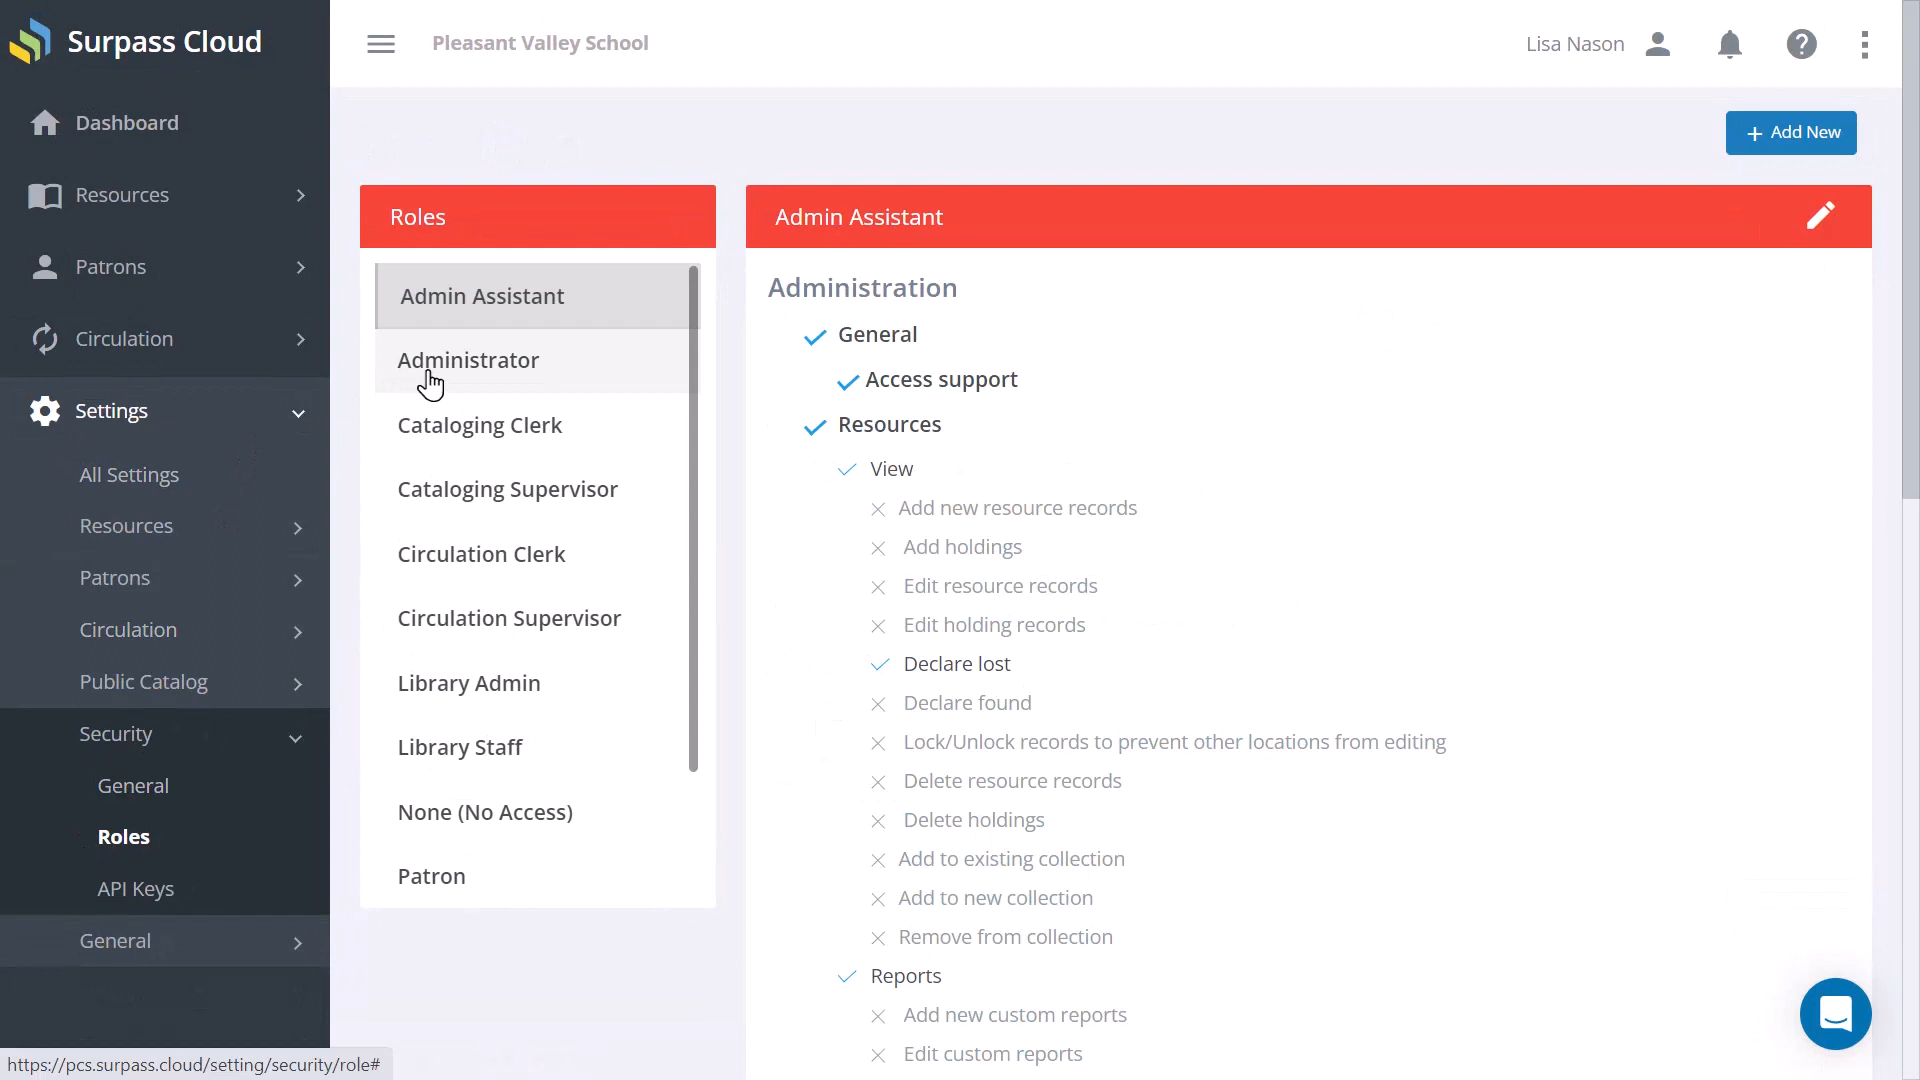 Surpass Cloud
Pleasant Valley School
Lisa Nason
Dashboard
Resources
Patrons
Circulation
Settings
All Settings
Resources
Patrons
Circulation
Public Catalog
Security
General
Roles
API Keys
General
https://pcs.surpass.cloud/setting/security/role#
+ Add New
Roles
Admin Assistant
Administrator
Cataloging Clerk
Cataloging Supervisor
Circulation Clerk
Circulation Supervisor
Library Admin
Library Staff
None (No Access)
Patron
Admin Assistant
Administration
General
Access support
Resources
View
Add new resource records
Add holdings
Edit resource records
Edit holding records
Declare lost
Declare found
Lock/Unlock records to prevent other locations from editing
Delete resource records
Delete holdings
Add to existing collection
Add to new collection
Remove from collection
Reports
Add new custom reports
Edit custom reports